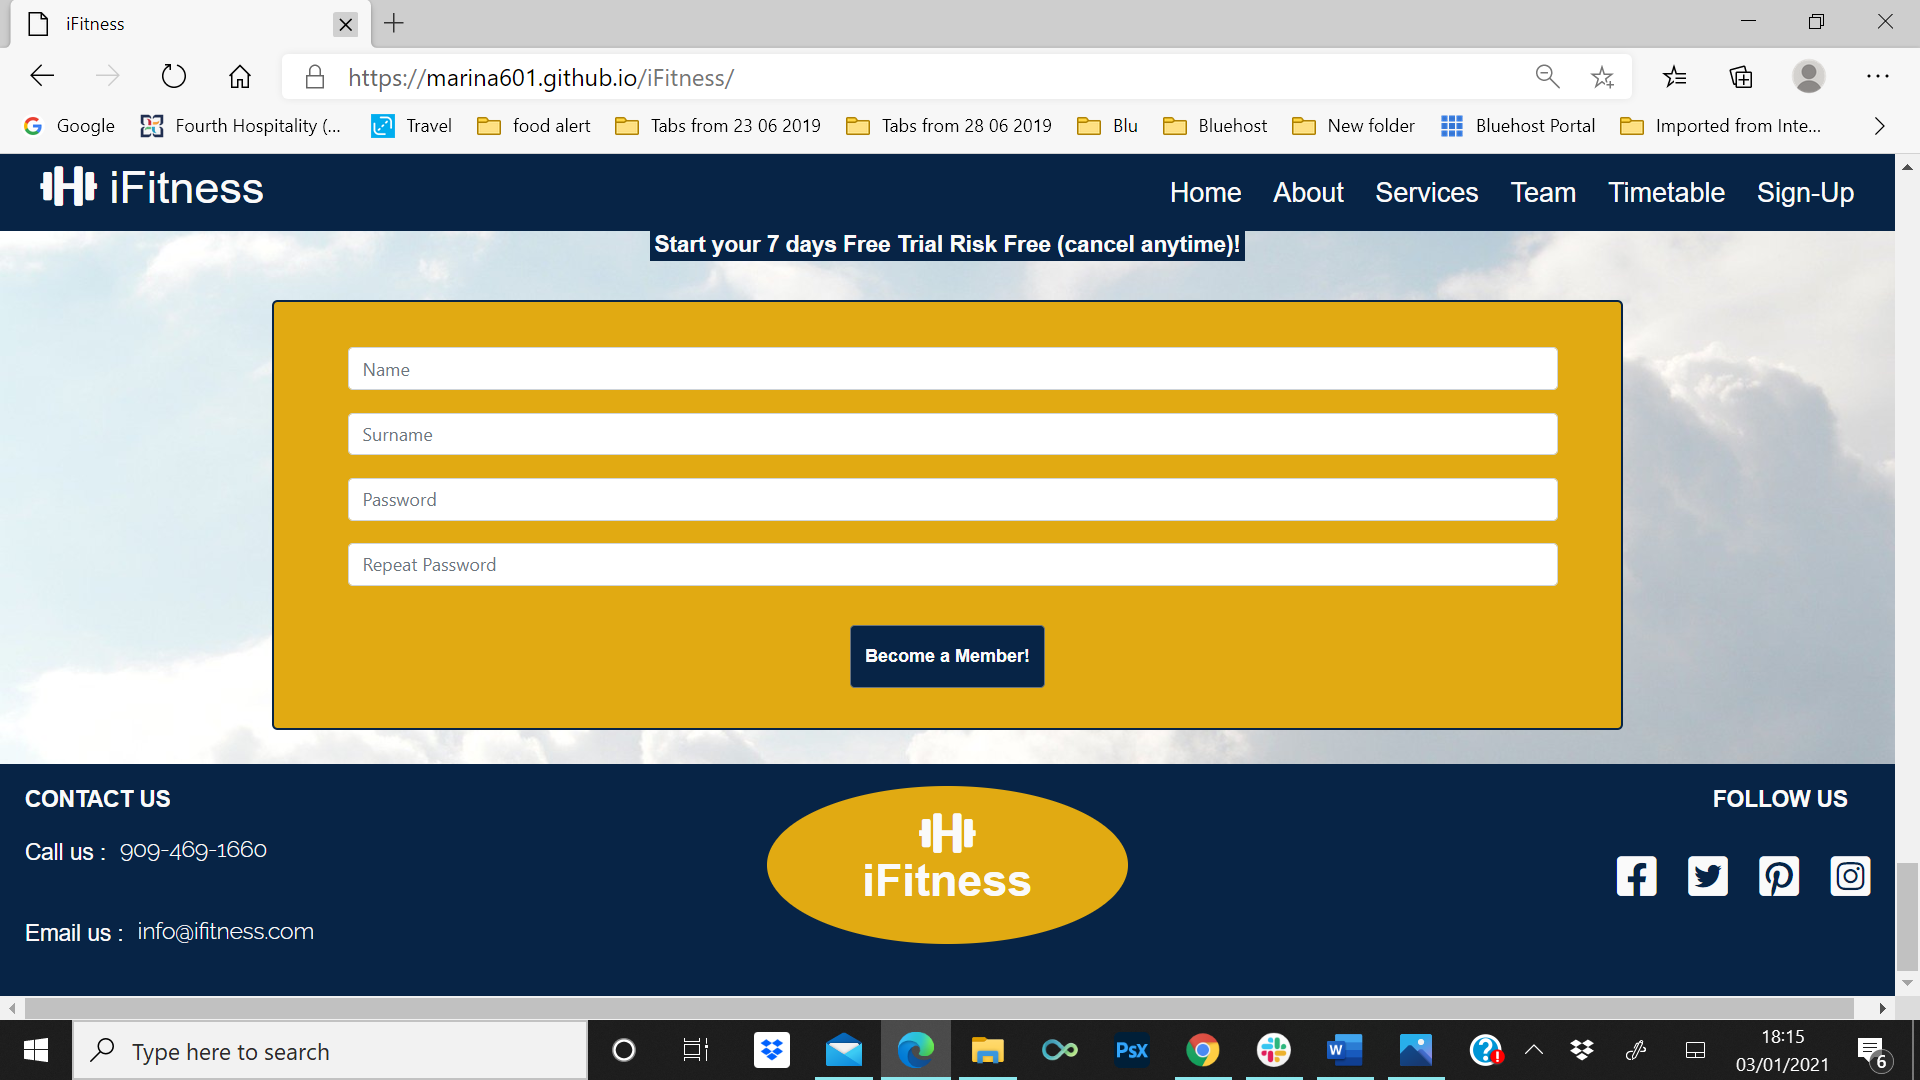 iFitness
https://marina601.github.io/iFitness/
Google
Fourth Hospitality (...
Travel
food alert
Tabs from 23 06 2019
Tabs from 28 06 2019
Blu
Bluehost
New folder
Bluehost Portal
Imported from Inte...
iFitness
Home
About
Services
Team
Timetable
Sign-Up
Start your 7 days Free Trial Risk Free (cancel anytime)!
Name
Surname
Password
Repeat Password
Become a Member!
CONTACT US
Call us : 909-469-1660
Email us : info@ifitness.com
iFitness
FOLLOW US
Type here to search
PsX
W
18:15
03/01/2021
6